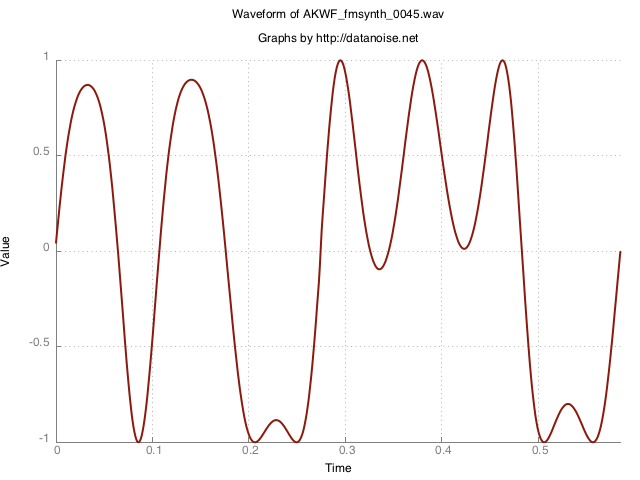 Waveform of AKWF_fmsynth_0045.wav
Graphs by http://datanoise.net
1
0.5
0
-0.5
-1
0 0.1 0.2 0.3 0.4 0.5
Value
Time